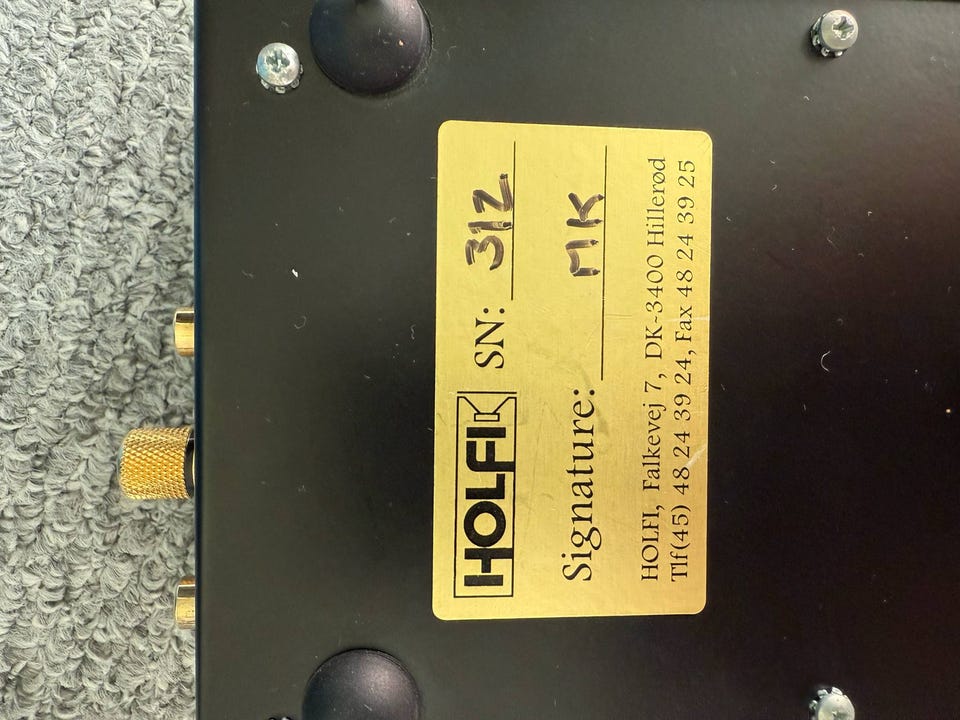 HOLFI SN: 312
Signature: MK
HOLFI, Falkevej 7, DK-3400 Hillerød
Tlf(45) 48 24 39 24, Fax 48 24 39 25